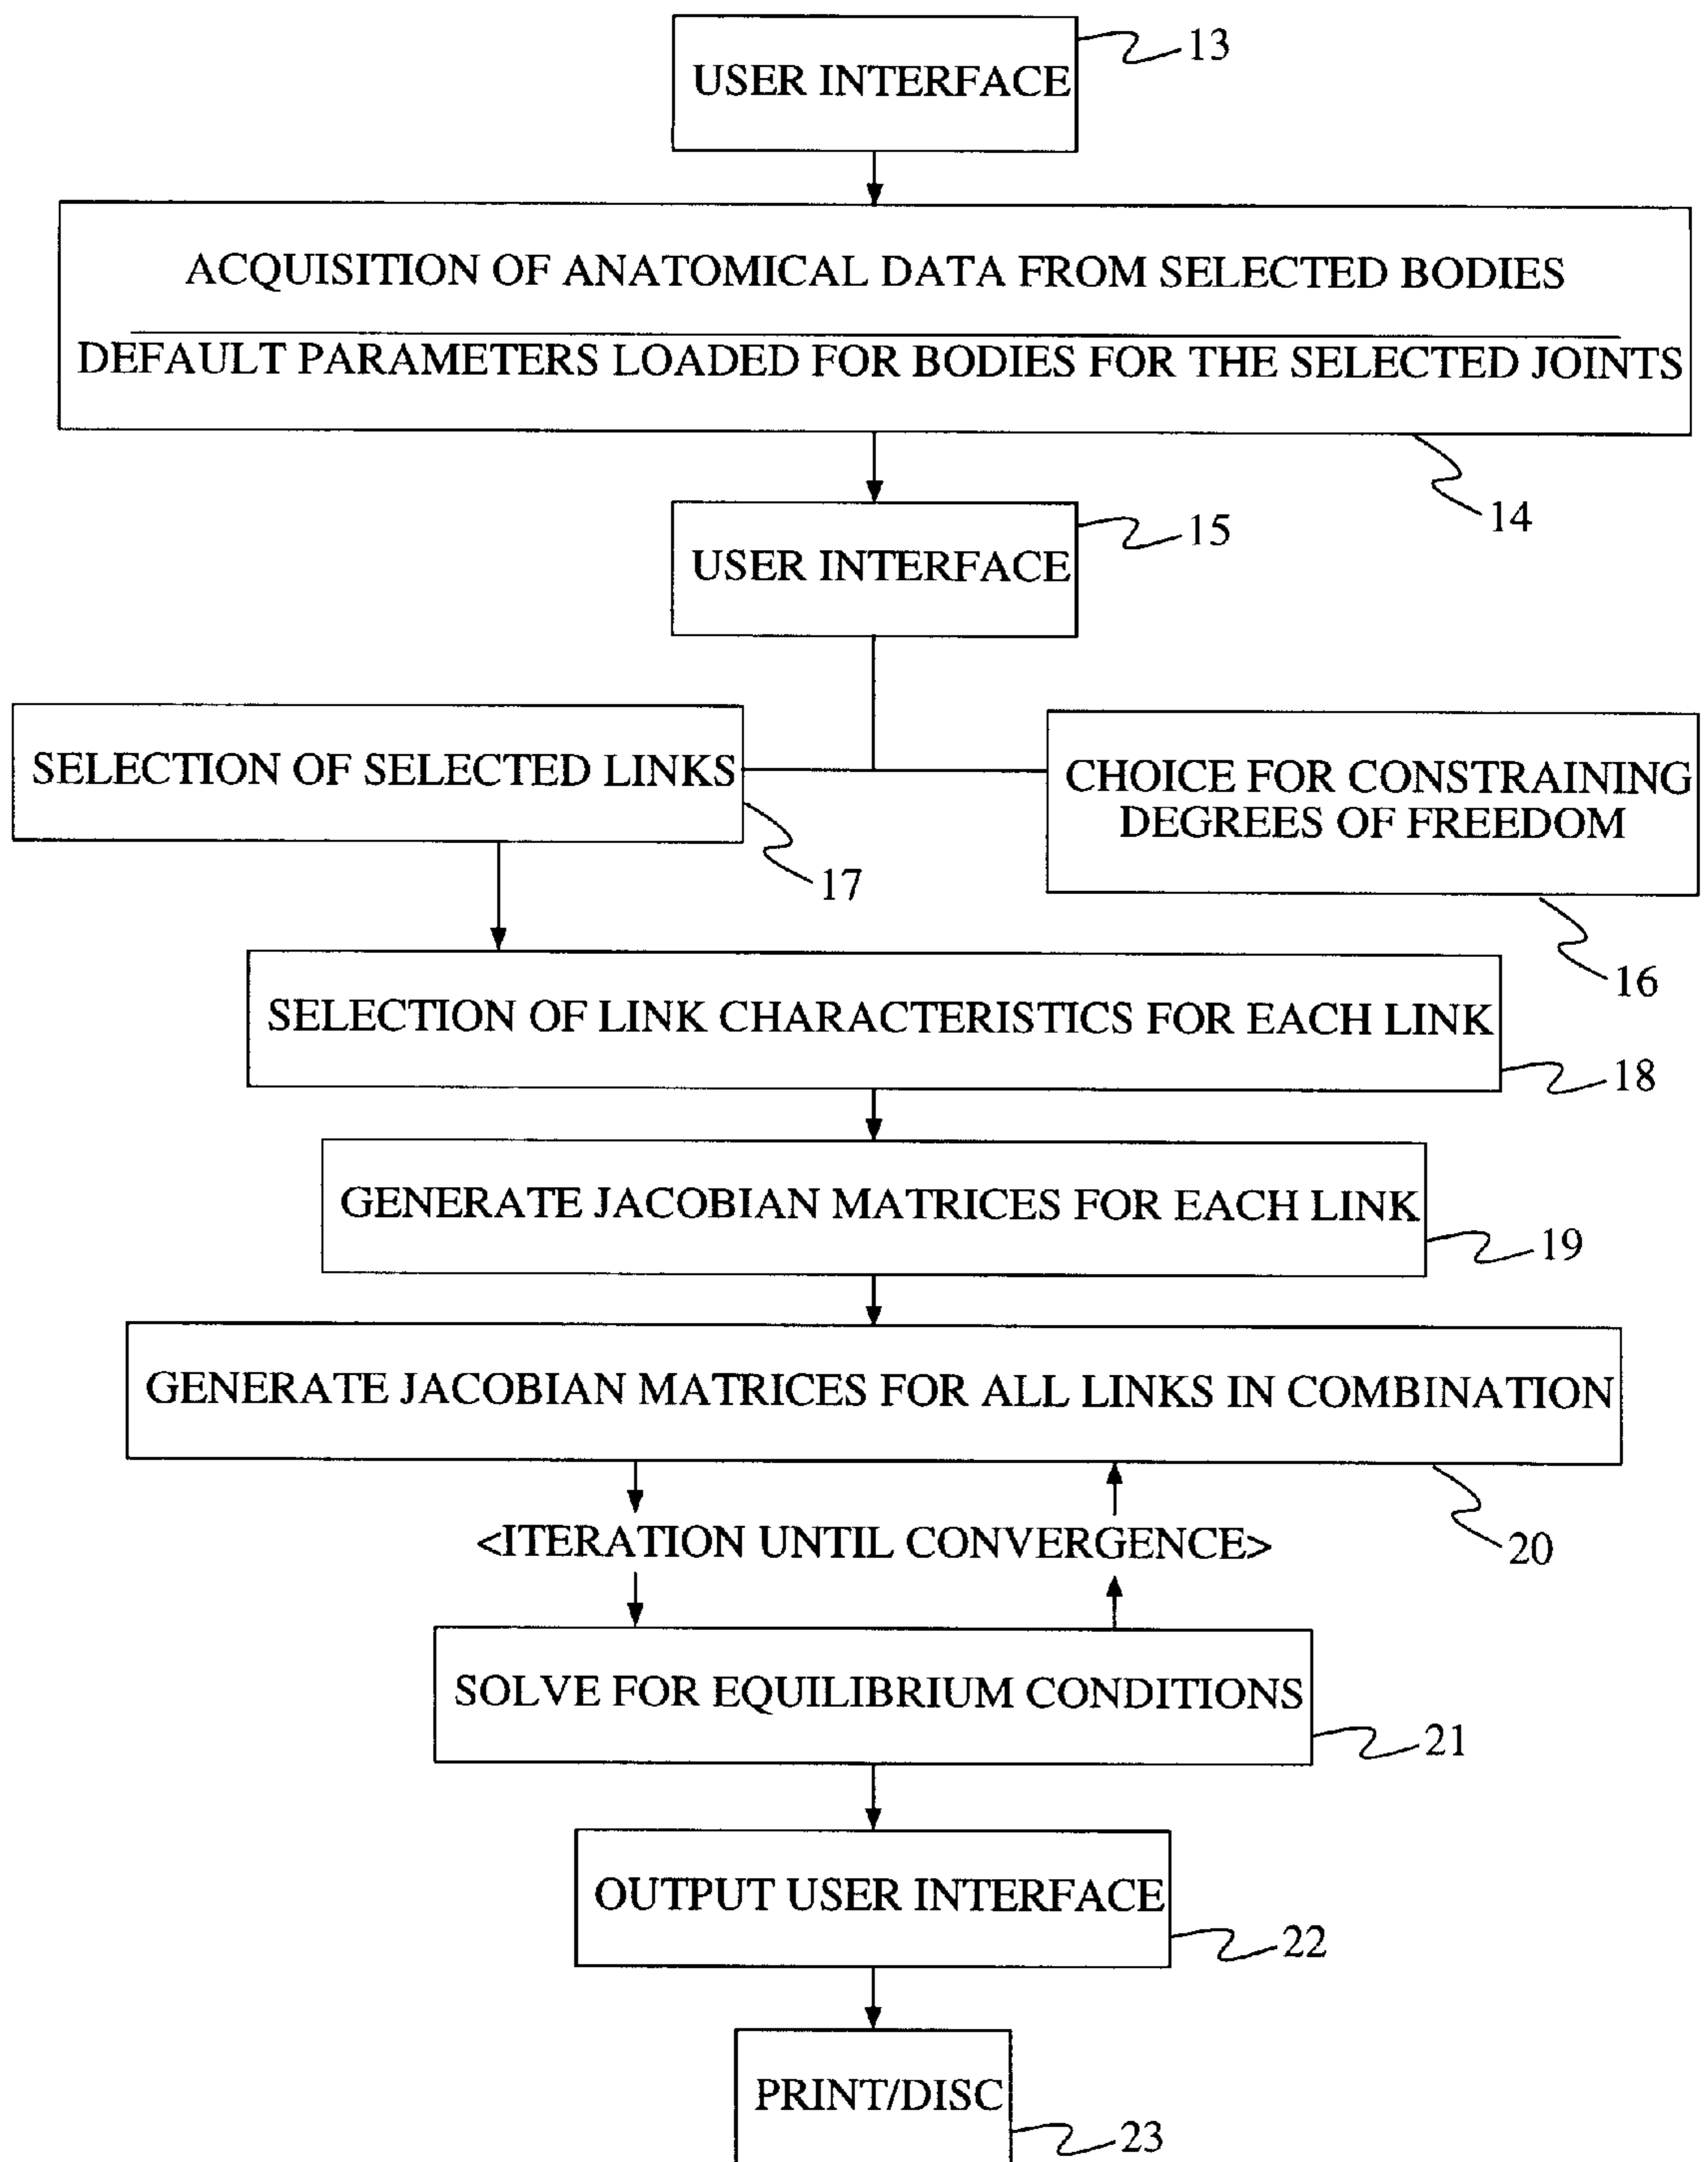 USER INTERFACE
13
ACQUISITION OF ANATOMICAL DATA FROM SELECTED BODIES
DEFAULT PARAMETERS LOADED FOR BODIES FOR THE SELECTED JOINTS
14
USER INTERFACE
15
SELECTION OF SELECTED LINKS
17
CHOICE FOR CONSTRAINING
DEGREES OF FREEDOM
16
SELECTION OF LINK CHARACTERISTICS FOR EACH LINK
18
GENERATE JACOBIAN MATRICES FOR EACH LINK
19
GENERATE JACOBIAN MATRICES FOR ALL LINKS IN COMBINATION
20
<ITERATION UNTIL CONVERGENCE>
SOLVE FOR EQUILIBRIUM CONDITIONS
21
OUTPUT USER INTERFACE
22
PRINT/DISC
23